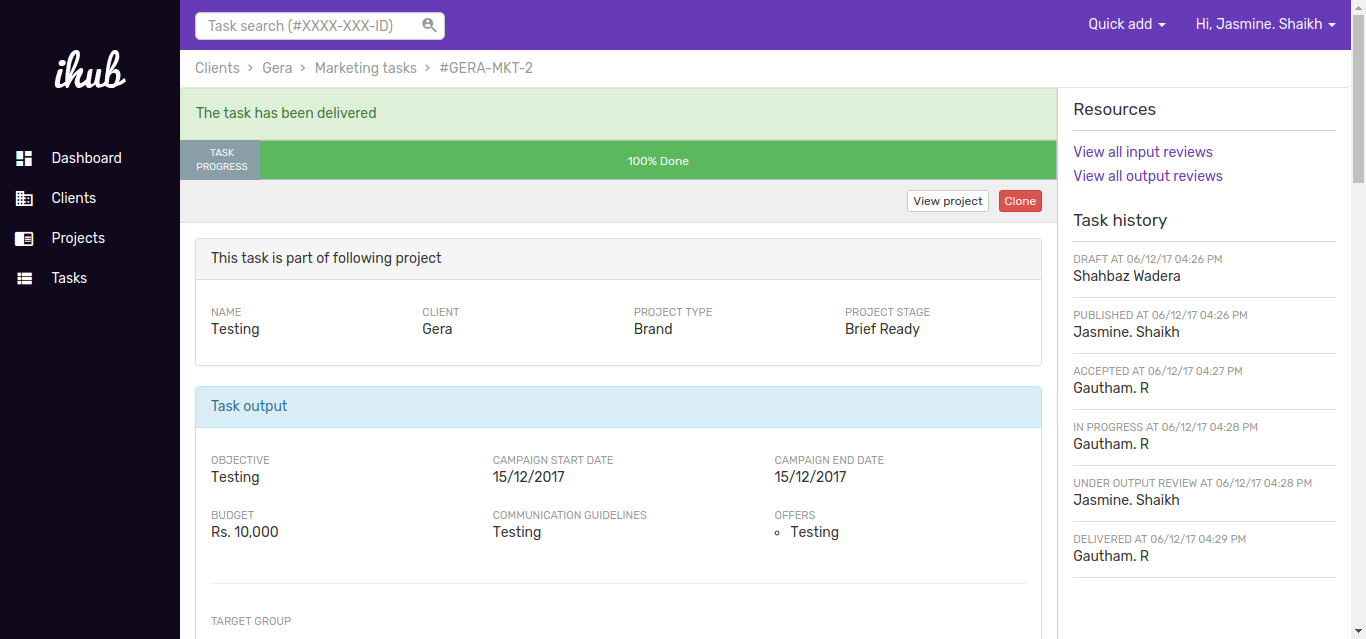 ihub
Dashboard
Clients
Projects
Tasks
Task search (#XXXX-XXX-ID)
Quick add
Hi, Jasmine. Shaikh
Clients › Gera › Marketing tasks › #GERA-MKT-2
The task has been delivered
TASK
PROGRESS
100% Done
View project
Clone
This task is part of following project
NAME
Testing
CLIENT
Gera
PROJECT TYPE
Brand
PROJECT STAGE
Brief Ready
Task output
OBJECTIVE
Testing
CAMPAIGN START DATE
15/12/2017
CAMPAIGN END DATE
15/12/2017
BUDGET
Rs. 10,000
COMMUNICATION GUIDELINES
Testing
OFFERS
Testing
TARGET GROUP
Resources
View all input reviews
View all output reviews
Task history
DRAFT AT 06/12/17 04:26 PM
Shahbaz Wadera
PUBLISHED AT 06/12/17 04:26 PM
Jasmine. Shaikh
ACCEPTED AT 06/12/17 04:27 PM
Gautham. R
IN PROGRESS AT 06/12/17 04:28 PM
Gautham. R
UNDER OUTPUT REVIEW AT 06/12/17 04:28 PM
Jasmine. Shaikh
DELIVERED AT 06/12/17 04:29 PM
Gautham. R